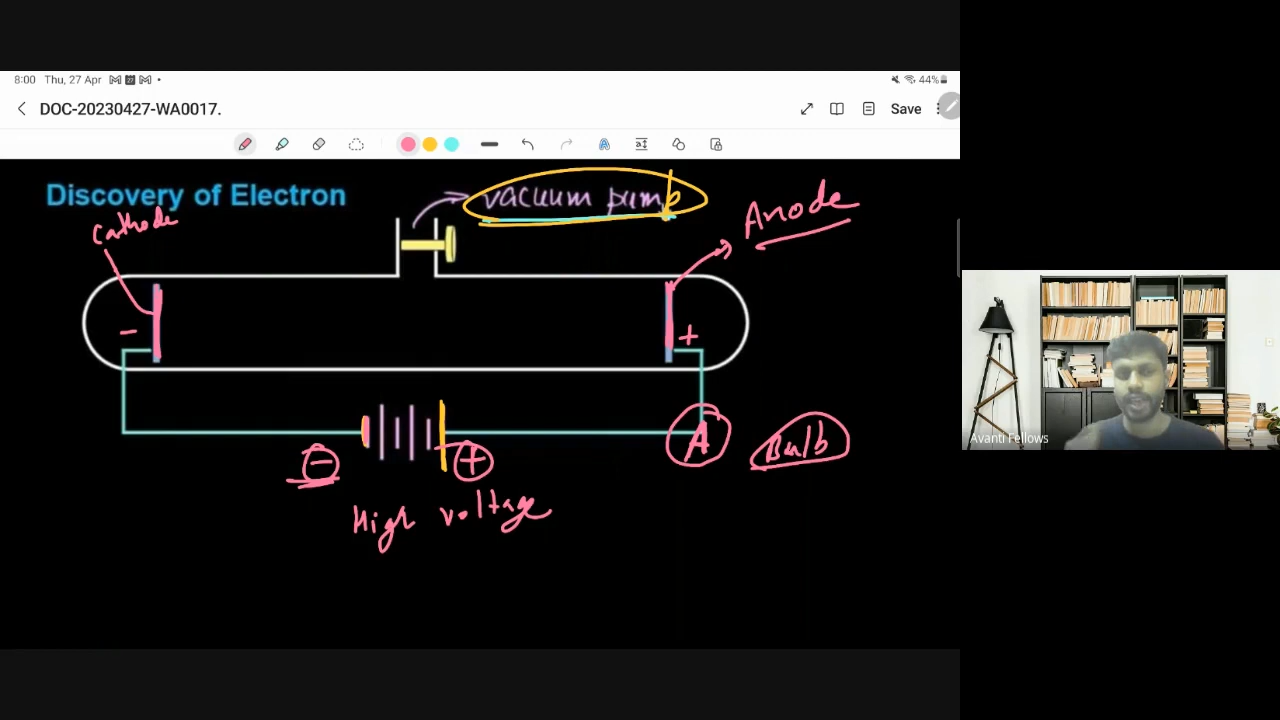 8:00 Thu, 27 Apr
44%
DOC-20230427-WA0017.
Save
Discovery of Electron
vacuum pump
Anode
Cathode
-
+
A
Bulb
-
+
High voltage
Avanti Fellows